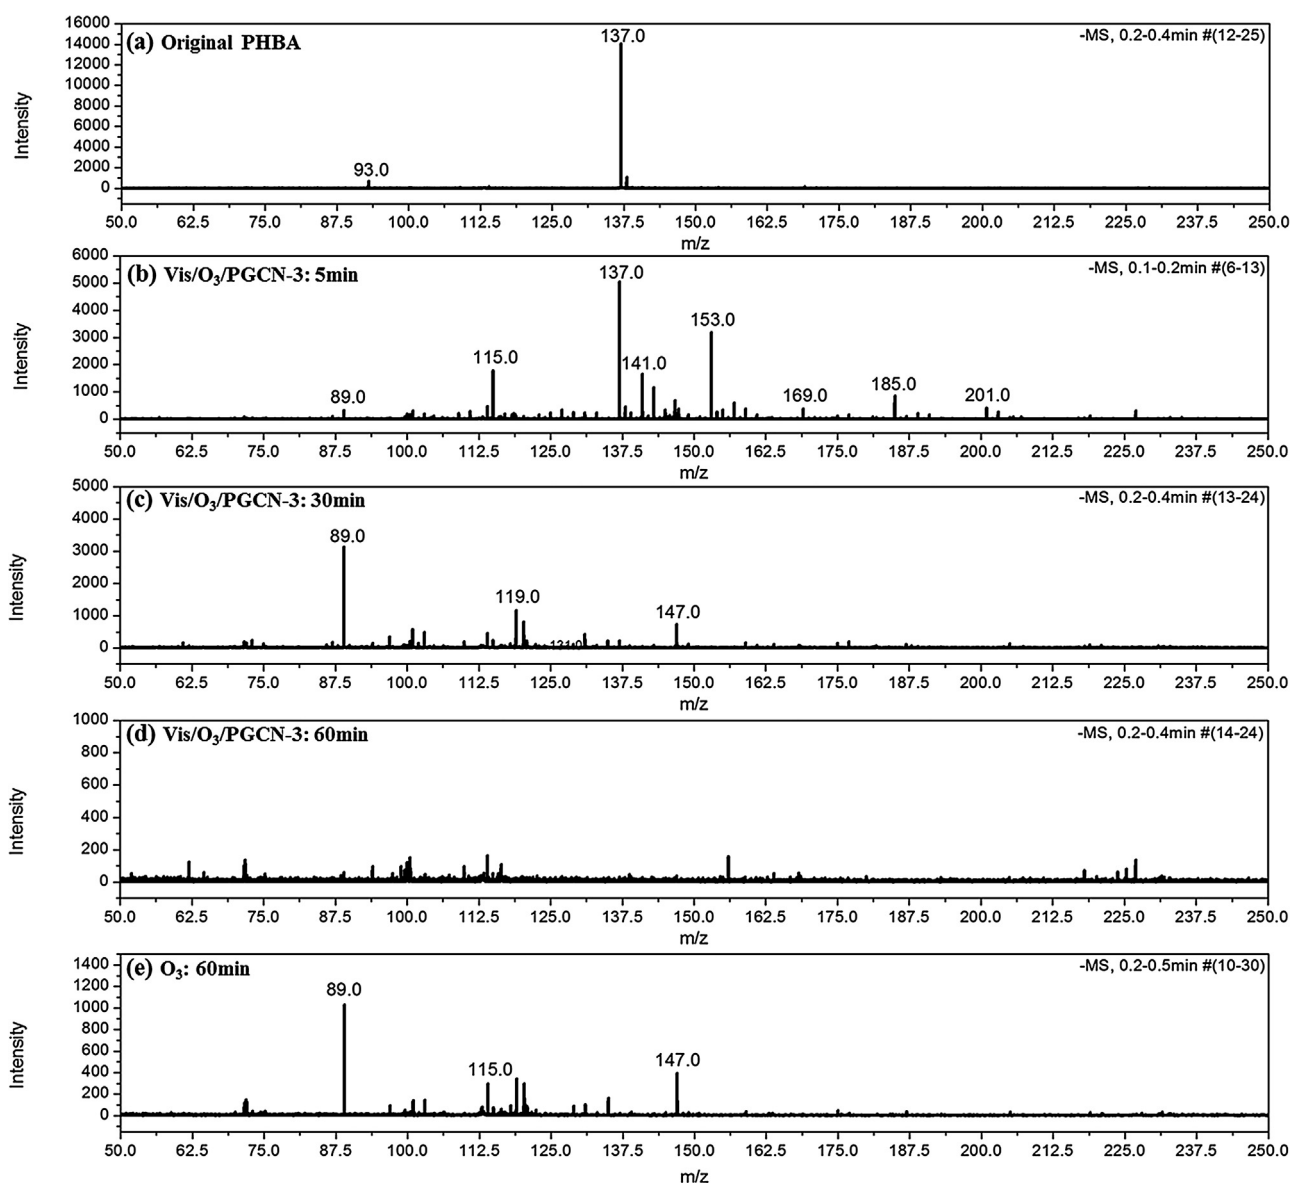 (a) Original PHBA
-MS, 0.2-0.4min #(12-25)
16000
14000
12000
10000
8000
6000
4000
2000
0
Intensity
137.0
93.0
50.0 62.5 75.0 87.5 100.0 112.5 125.0 137.5 150.0 162.5 175.0 187.5 200.0 212.5 225.0 237.5 250.0
m/z
(b) Vis/O₃/PGCN-3: 5min
-MS, 0.1-0.2min #(6-13)
6000
5000
4000
3000
2000
1000
0
Intensity
89.0
115.0
137.0
141.0
153.0
169.0
185.0
201.0
50.0 62.5 75.0 87.5 100.0 112.5 125.0 137.5 150.0 162.5 175.0 187.5 200.0 212.5 225.0 237.5 250.0
m/z
(c) Vis/O₃/PGCN-3: 30min
-MS, 0.2-0.4min #(13-24)
5000
4000
3000
2000
1000
0
Intensity
89.0
119.0
131.0
147.0
50.0 62.5 75.0 87.5 100.0 112.5 125.0 137.5 150.0 162.5 175.0 187.5 200.0 212.5 225.0 237.5 250.0
m/z
(d) Vis/O₃/PGCN-3: 60min
-MS, 0.2-0.4min #(14-24)
1000
800
600
400
200
0
Intensity
50.0 62.5 75.0 87.5 100.0 112.5 125.0 137.5 150.0 162.5 175.0 187.5 200.0 212.5 225.0 237.5 250.0
m/z
(e) O₃: 60min
-MS, 0.2-0.5min #(10-30)
1400
1200
1000
800
600
400
200
0
Intensity
89.0
115.0
147.0
50.0 62.5 75.0 87.5 100.0 112.5 125.0 137.5 150.0 162.5 175.0 187.5 200.0 212.5 225.0 237.5 250.0
m/z